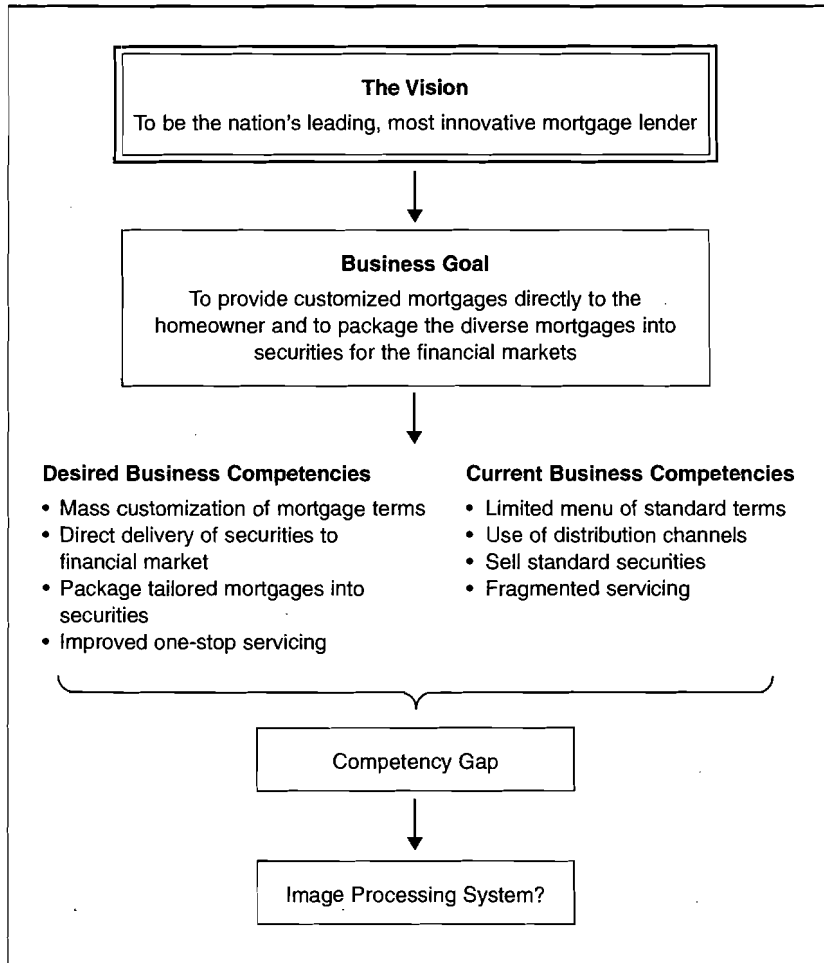 The Vision
To be the nation's leading, most innovative mortgage lender
Business Goal
To provide customized mortgages directly to the
homeowner and to package the diverse mortgages into
securities for the financial markets
Desired Business Competencies
• Mass customization of mortgage terms
• Direct delivery of securities to
financial market
• Package tailored mortgages into
securities
• Improved one-stop servicing
Current Business Competencies
• Limited menu of standard terms
• Use of distribution channels
• Sell standard securities
• Fragmented servicing
Competency Gap
Image Processing System?